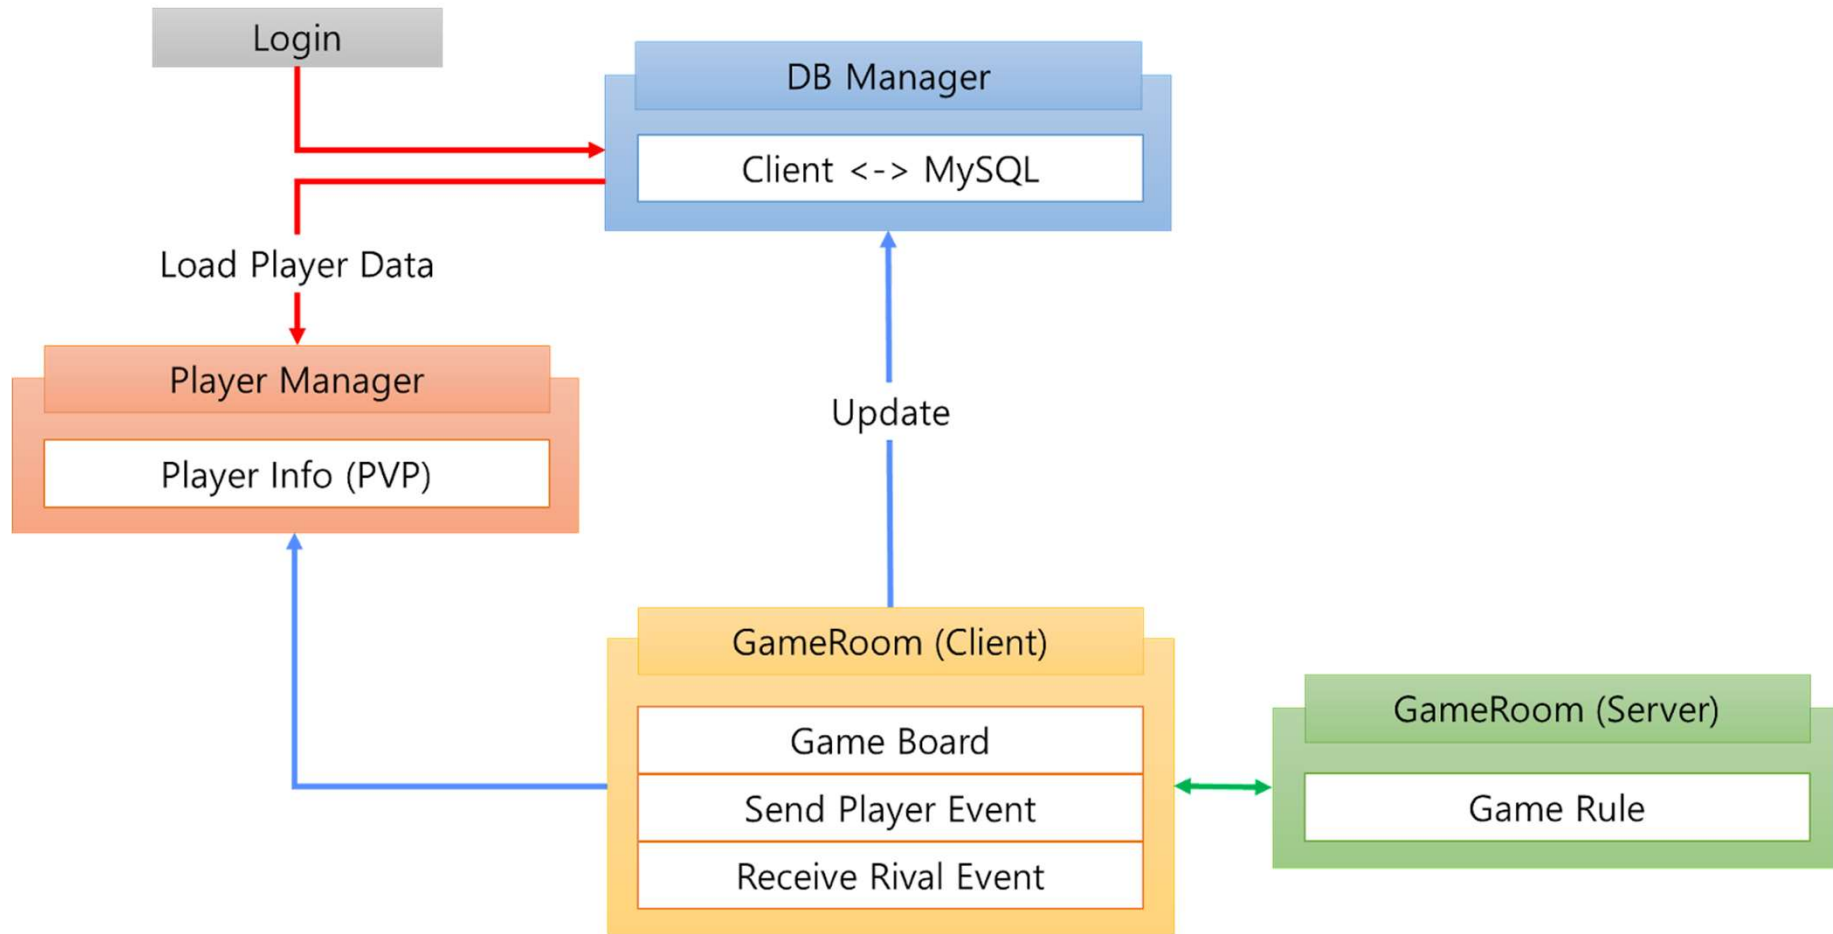 Login
DB Manager
Client <-> MySQL
Load Player Data
Player Manager
Player Info (PVP)
Update
GameRoom (Client)
Game Board
Send Player Event
Receive Rival Event
GameRoom (Server)
Game Rule